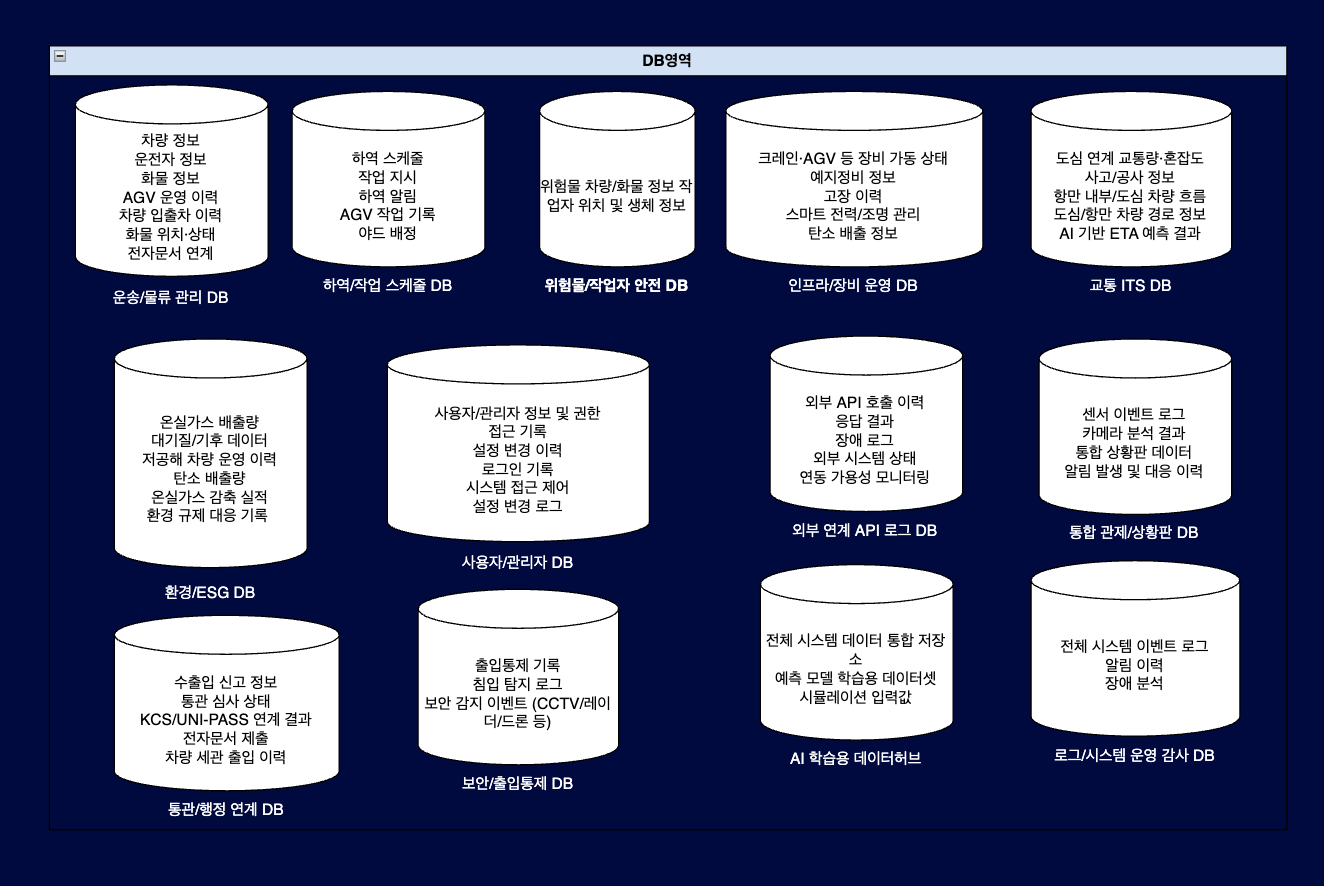 DB영역
차량 정보
운전자 정보
화물 정보
AGV 운영 이력
차량 입출차 이력
화물 위치·상태
전자문서 연계
운송/물류 관리 DB
하역 스케줄
작업 지시
하역 알림
AGV 작업 기록
야드 배정
하역/작업 스케줄 DB
위험물 차량/화물 정보 작
업자 위치 및 생체 정보
위험물/작업자 안전 DB
크레인·AGV 등 장비 가동 상태
예지정비 정보
고장 이력
스마트 전력/조명 관리
탄소 배출 정보
인프라/장비 운영 DB
도심 연계 교통량·혼잡도
사고/공사 정보
항만 내부/도심 차량 흐름
도심/항만 차량 경로 정보
AI 기반 ETA 예측 결과
교통 ITS DB
온실가스 배출량
대기질/기후 데이터
저공해 차량 운영 이력
탄소 배출량
온실가스 감축 실적
환경 규제 대응 기록
환경/ESG DB
사용자/관리자 정보 및 권한
접근 기록
설정 변경 이력
로그인 기록
시스템 접근 제어
설정 변경 로그
사용자/관리자 DB
외부 API 호출 이력
응답 결과
장애 로그
외부 시스템 상태
연동 가용성 모니터링
외부 연계 API 로그 DB
센서 이벤트 로그
카메라 분석 결과
통합 상황판 데이터
알림 발생 및 대응 이력
통합 관제/상황판 DB
수출입 신고 정보
통관 심사 상태
KCS/UNI-PASS 연계 결과
전자문서 제출
차량 세관 출입 이력
통관/행정 연계 DB
출입통제 기록
침입 탐지 로그
보안 감지 이벤트 (CCTV/레이
더/드론 등)
보안/출입통제 DB
전체 시스템 데이터 통합 저장
소
예측 모델 학습용 데이터셋
시뮬레이션 입력값
AI 학습용 데이터허브
전체 시스템 이벤트 로그
알림 이력
장애 분석
로그/시스템 운영 감사 DB